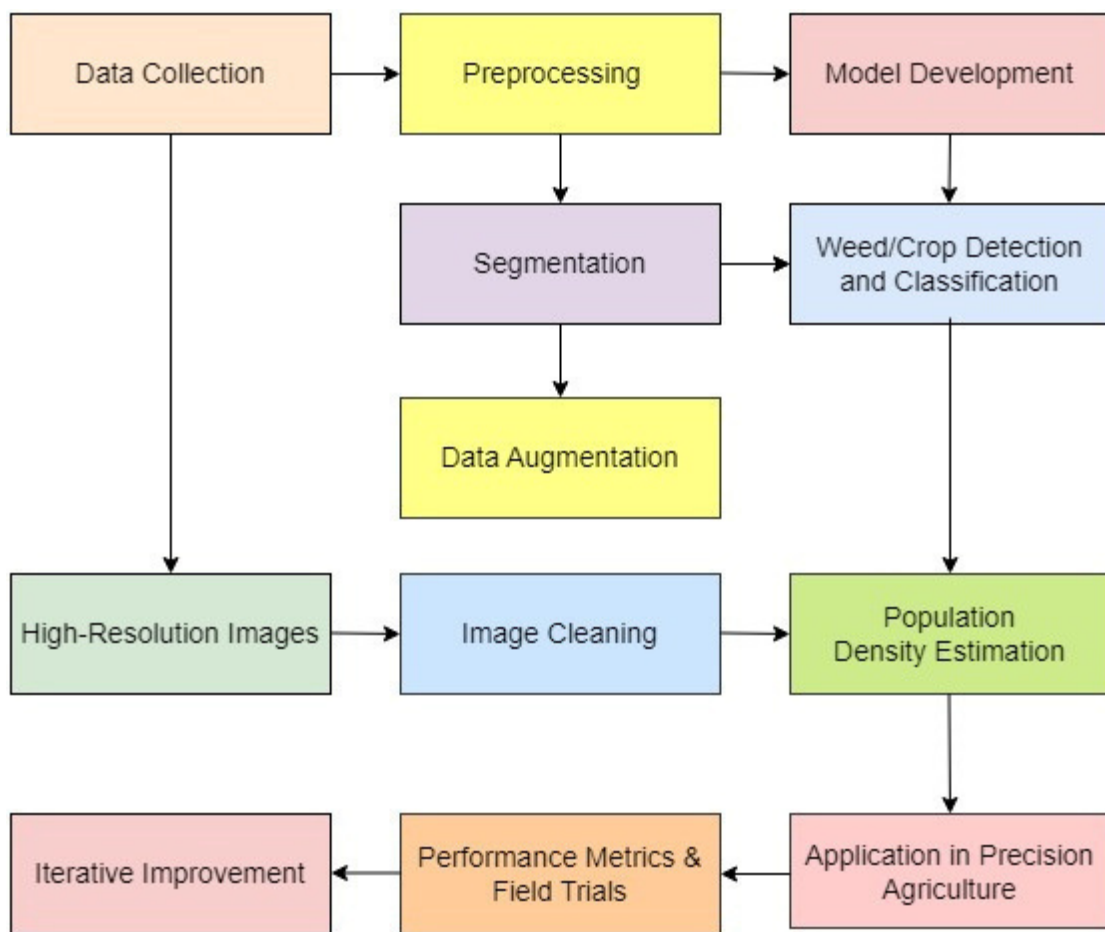 Data Collection
Preprocessing
Model Development
Segmentation
Weed/Crop Detection
and Classification
Data Augmentation
High-Resolution Images
Image Cleaning
Population
Density Estimation
Iterative Improvement
Performance Metrics &
Field Trials
Application in Precision
Agriculture